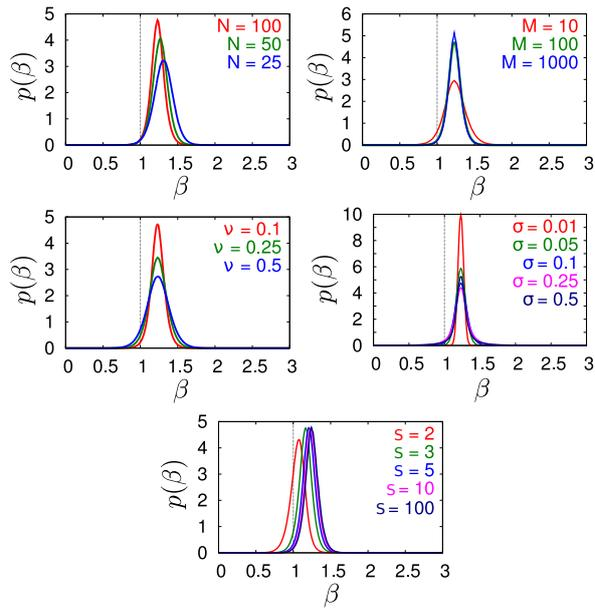 5
4
3
2
1
0
p(β)
N = 100
N = 50
N = 25
0 0.5 1 1.5 2 2.5 3
β
6
5
4
3
2
1
0
p(β)
M = 10
M = 100
M = 1000
0 0.5 1 1.5 2 2.5 3
β
5
4
3
2
1
0
p(β)
ν = 0.1
ν = 0.25
ν = 0.5
0 0.5 1 1.5 2 2.5 3
β
10
8
6
4
2
0
p(β)
σ = 0.01
σ = 0.05
σ = 0.1
σ = 0.25
σ = 0.5
0 0.5 1 1.5 2 2.5 3
β
5
4
3
2
1
0
p(β)
s = 2
s = 3
s = 5
s = 10
s = 100
0 0.5 1 1.5 2 2.5 3
β